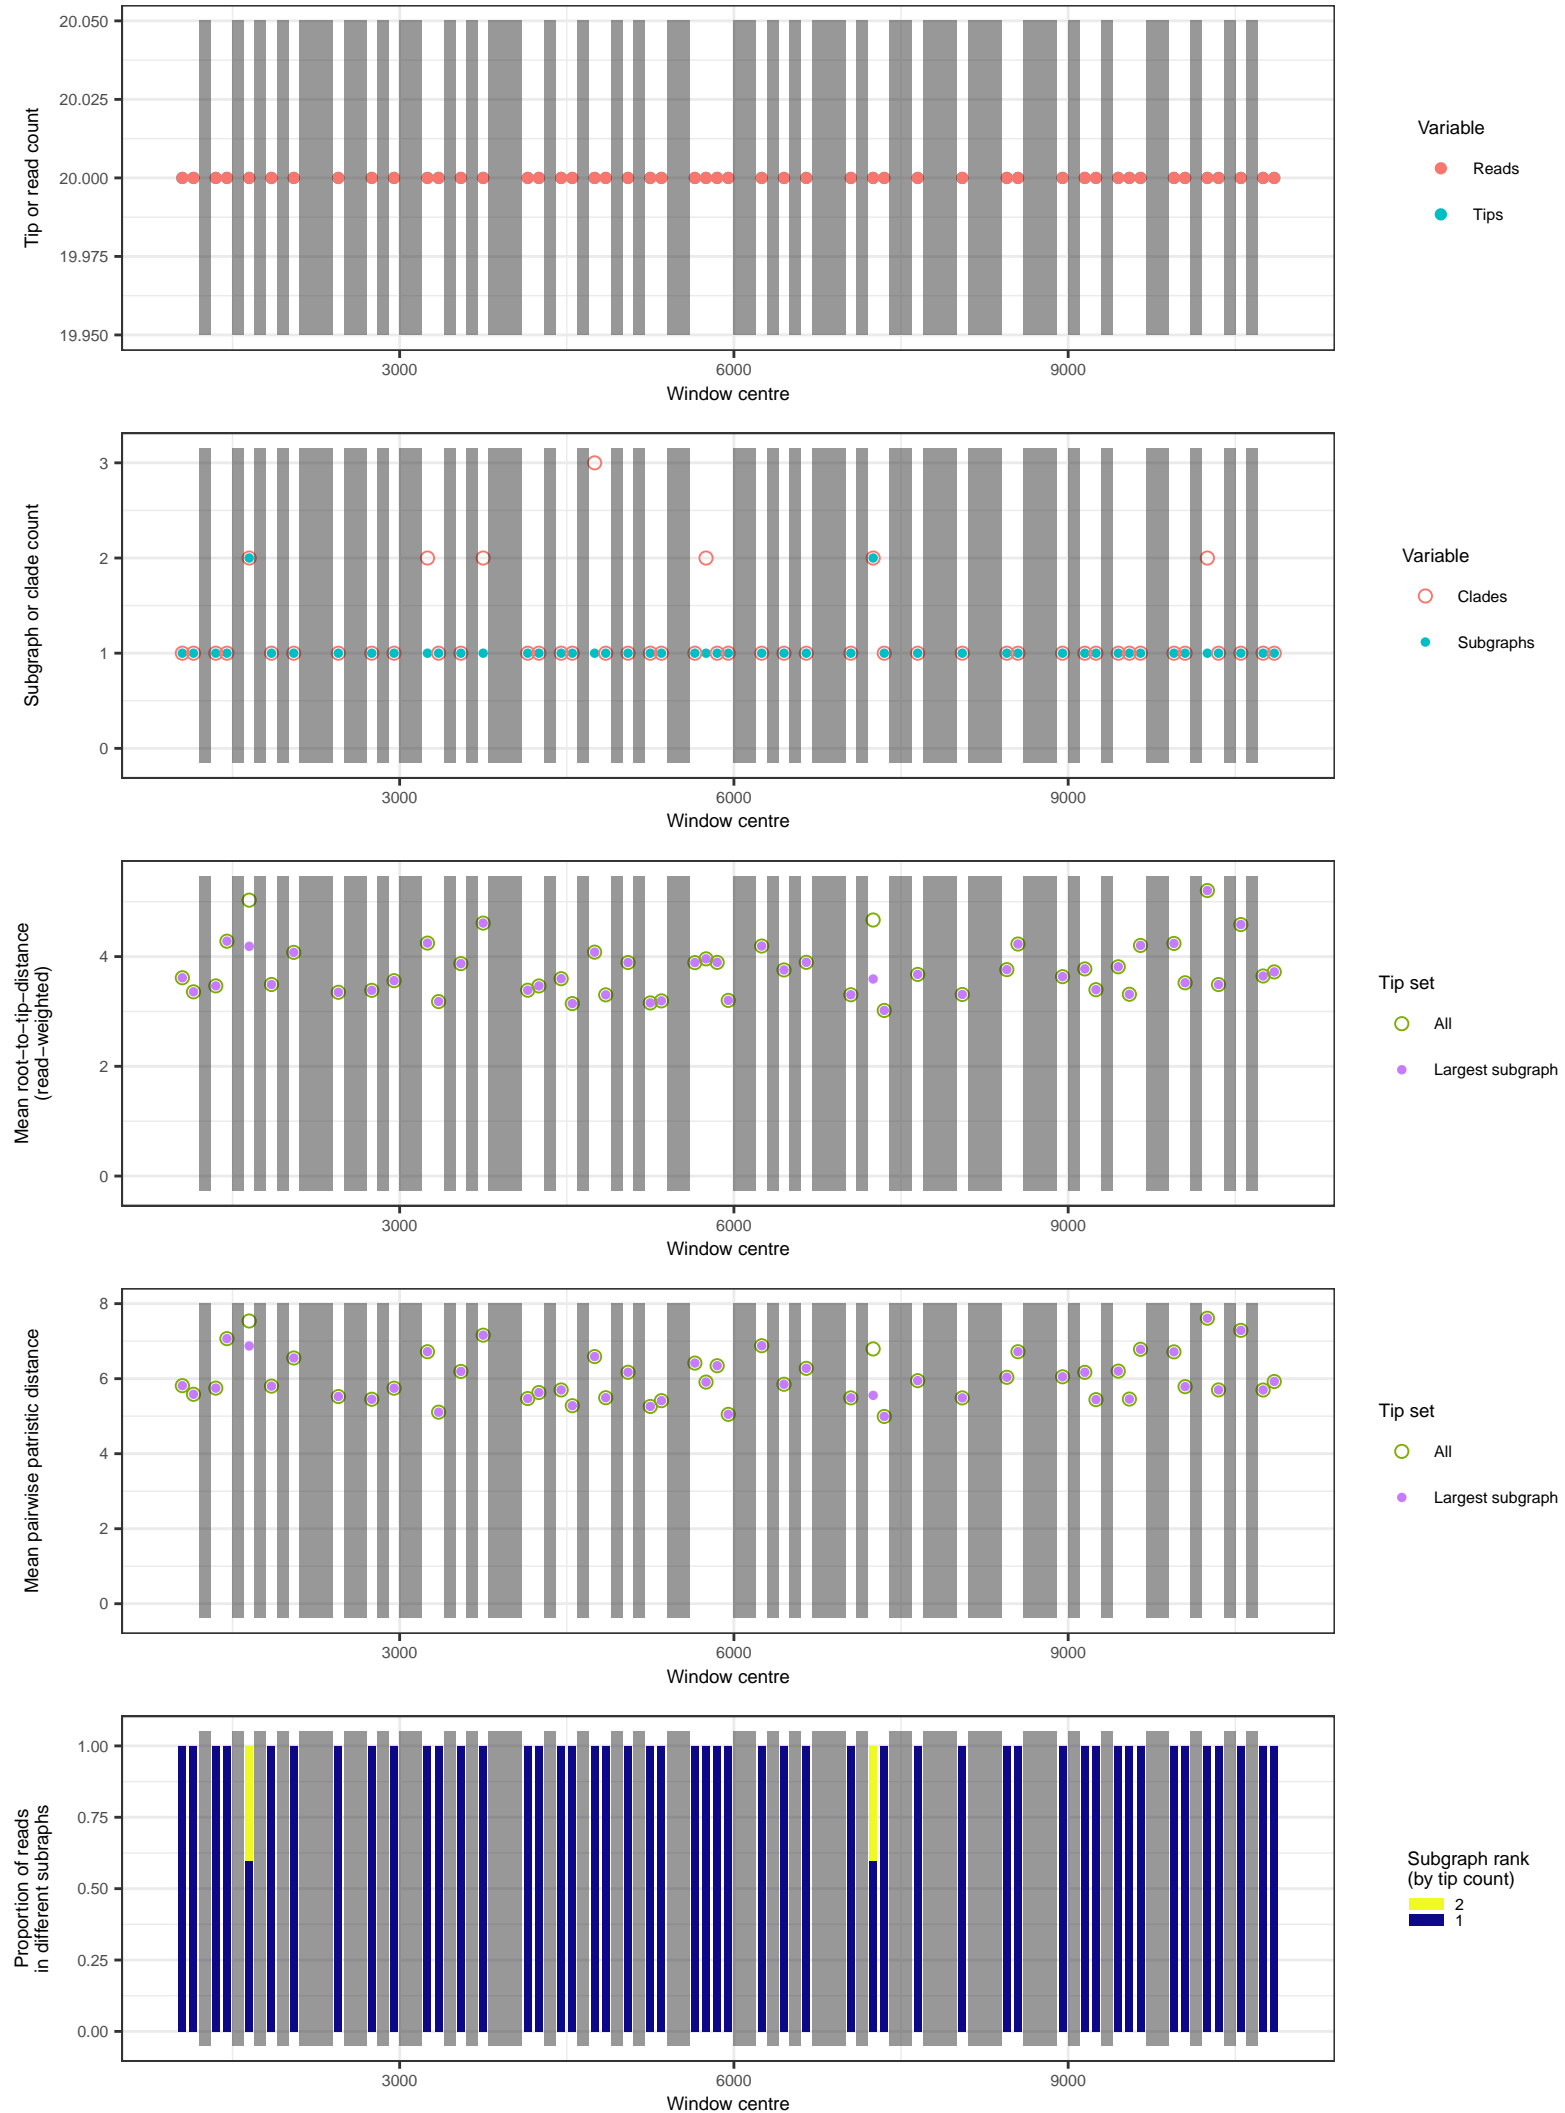 20.050
20.025
20.000
19.975
19.950
Tip or read count
3000
6000
9000
Window centre
Variable
Reads
Tips
3
2
1
0
Subgraph or clade count
3000
6000
9000
Window centre
Variable
Clades
Subgraphs
4
2
0
Mean root−to−tip−distance
(read−weighted)
3000
6000
9000
Window centre
Tip set
All
Largest subgraph
8
6
4
2
0
Mean pairwise patristic distance
3000
6000
9000
Window centre
Tip set
All
Largest subgraph
1.00
0.75
0.50
0.25
0.00
Proportion of reads
in different subraphs
3000
6000
9000
Window centre
Subgraph rank
(by tip count)
2
1